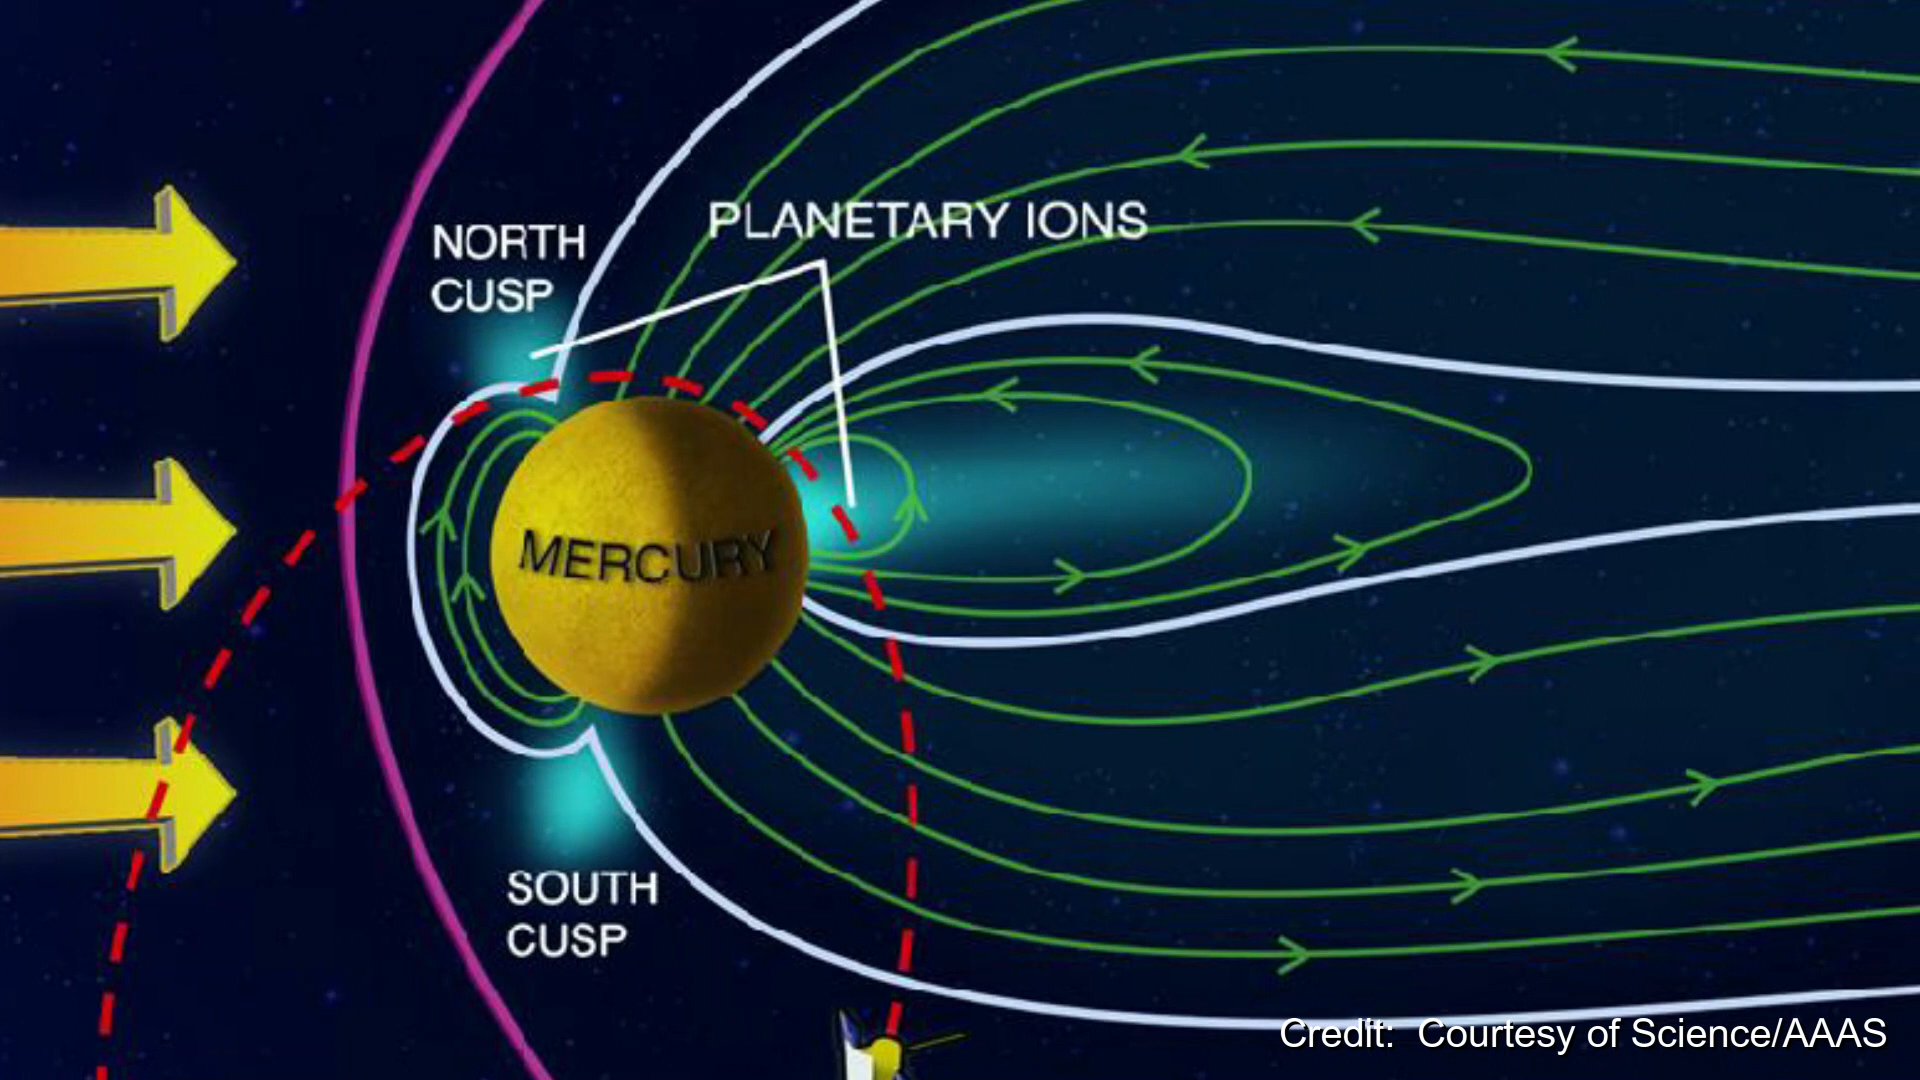 NORTH
CUSP
PLANETARY IONS
MERCURY
SOUTH
CUSP
Credit: Courtesy of Science/AAAS